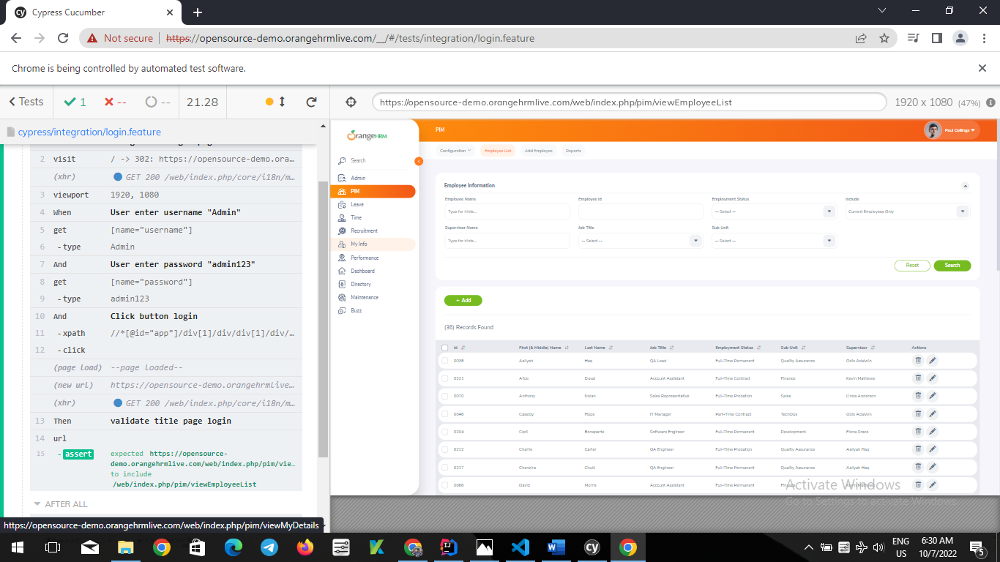 Cypress Cucumber
Not secure
https://opensource-demo.orangehrmlive.com/__/#/tests/integration/login.feature
Chrome is being controlled by automated test software.
Tests
1
--
--
21.28
https://opensource-demo.orangehrmlive.com/web/index.php/pim/viewEmployeeList
1920 x 1080 (47%)
cypress/integration/login.feature
2 visit / -> 302: https://opensource-demo.ora…
(xhr) GET 200 /web/index.php/core/i18n/m…
3 viewport 1920, 1080
4 When User enter username "Admin"
5 get [name="username"]
6 -type Admin
7 And User enter password "admin123"
8 get [name="password"]
9 -type admin123
10 And Click button login
11 -xpath //*[@id="app"]/div[1]/div/div[1]/div/…
12 -click
(page load) --page loaded--
(new url) https://opensource-demo.orangehrmlive…
(xhr) GET 200 /web/index.php/core/i18n/m…
13 Then validate title page login
14 url
15 -assert expected https://opensource-
demo.orangehrmlive.com/web/index.php/pim/vie…
to include
/web/index.php/pim/viewEmployeeList
AFTER ALL
https://opensource-demo.orangehrmlive.com/web/index.php/pim/viewMyDetails
OrangeHRM
Search
Admin
PIM
Leave
Time
Recruitment
My Info
Performance
Dashboard
Directory
Maintenance
Buzz
PIM
Paul Collings
Configuration
Employee List
Add Employee
Reports
Employee Information
Employee Name
Employee Id
Employment Status
Include
Type for hints...
-- Select --
Current Employees Only
Supervisor Name
Job Title
Sub Unit
Type for hints...
-- Select --
-- Select --
Reset
Search
+ Add
(36) Records Found
Id First (& Middle) Name Last Name Job Title Employment Status Sub Unit Supervisor Actions
0038 Aaliyah Haq QA Lead Full-Time Permanent Quality Assurance Odis Adalwin
0221 Alice Duval Account Assistant Full-Time Contract Finance Kevin Mathews
0070 Anthony Nolan Sales Representative Full-Time Probation Sales Linda Anderson
0046 Cassidy Hope IT Manager Part-Time Contract TechOps Odis Adalwin
0204 Cecil Bonaparte Software Engineer Full-Time Permanent Development Fiona Grace
0212 Charlie Carter QA Engineer Full-Time Probation Quality Assurance Aaliyah Haq
0217 Chenzira Chuki QA Engineer Full-Time Permanent Quality Assurance Aaliyah Haq
0086 David Morris Account Assistant Full-Time Permanent Finance Kevin Mathews
Activate Windows
Go to Settings to activate Windows.
ENG
US
6:30 AM
10/7/2022
5